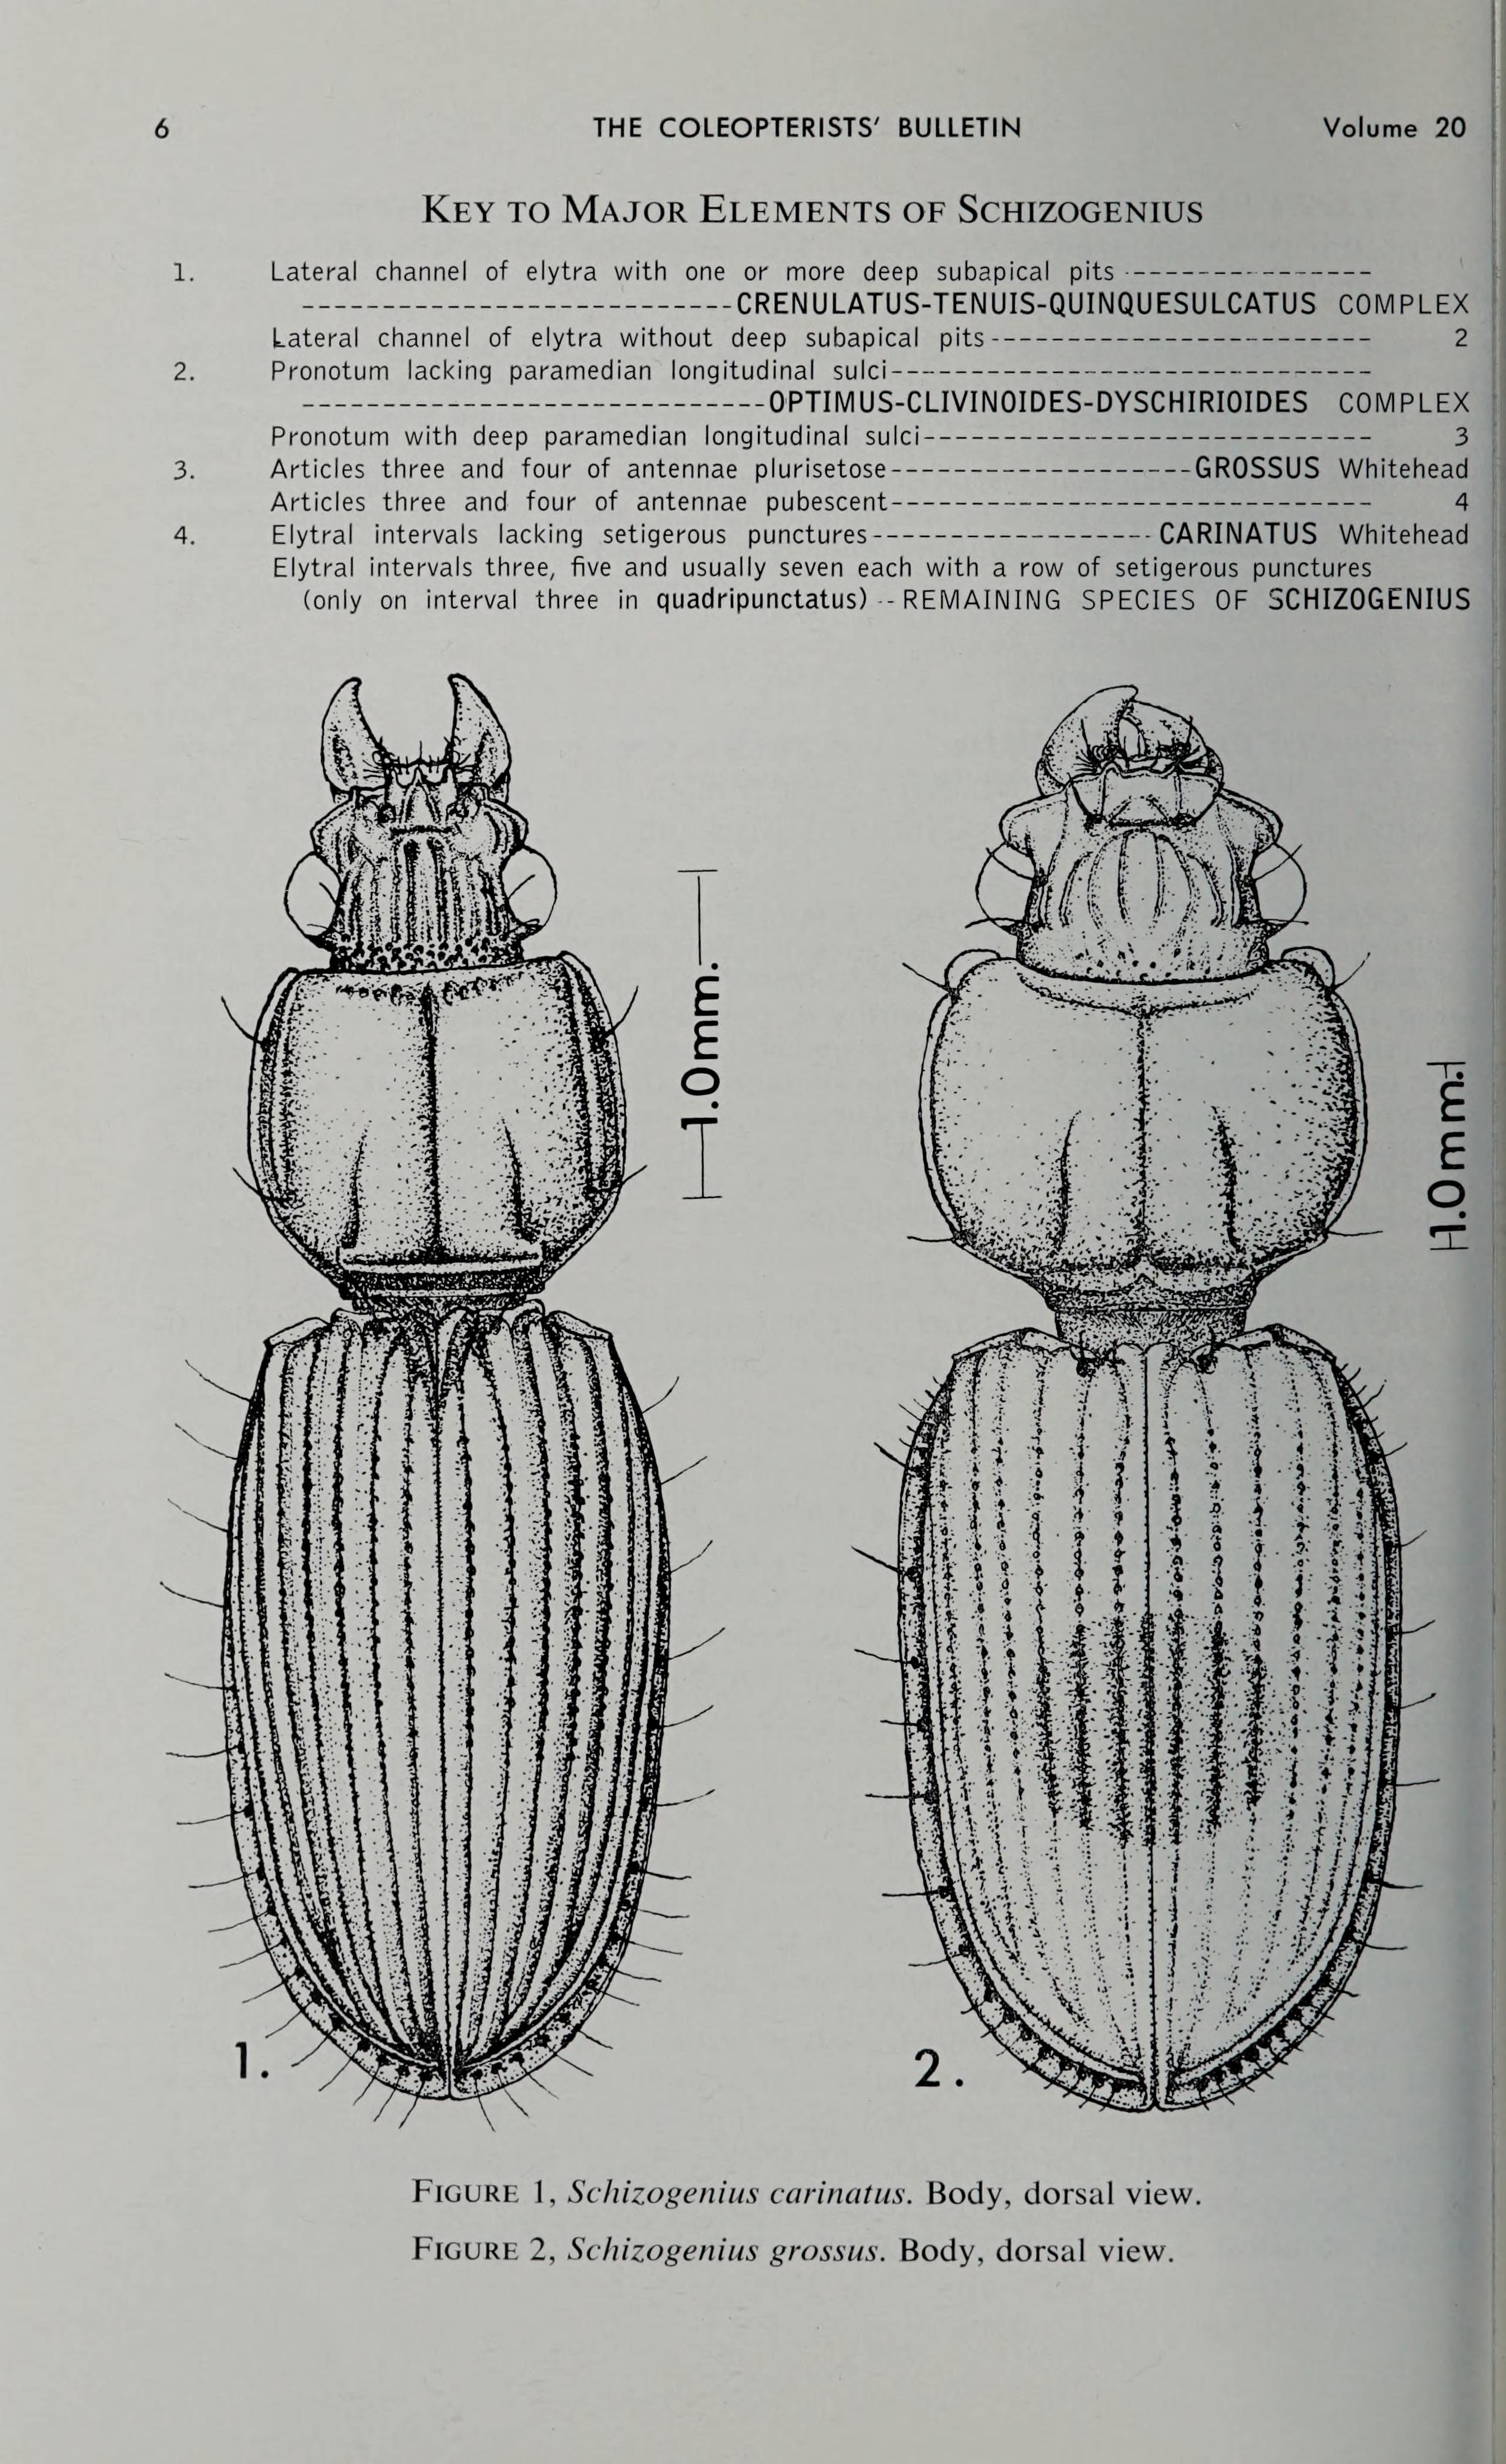 6 THE COLEOPTERISTS' BULLETIN Volume 20
KEY TO MAJOR ELEMENTS OF SCHIZOGENIUS
1. Lateral channel of elytra with one or more deep subapical pits ----------------
---------------------------CRENULATUS-TENUIS-QUINQUESULCATUS COMPLEX
Lateral channel of elytra without deep subapical pits ------------------------- 2
2. Pronotum lacking paramedian longitudinal sulci-------------------------------
-----------------------------OPTIMUS-CLIVINOIDES-DYSCHIRIOIDES COMPLEX
Pronotum with deep paramedian longitudinal sulci----------------------------- 3
3. Articles three and four of antennae plurisetose-------------------GROSSUS Whitehead
Articles three and four of antennae pubescent------------------------------- 4
4. Elytral intervals lacking setigerous punctures------------------CARINATUS Whitehead
Elytral intervals three, five and usually seven each with a row of setigerous punctures
(only on interval three in quadripunctatus) -- REMAINING SPECIES OF SCHIZOGENIUS
1.0mm.
1.0mm.
1.
2.
FIGURE 1, Schizogenius carinatus. Body, dorsal view.
FIGURE 2, Schizogenius grossus. Body, dorsal view.